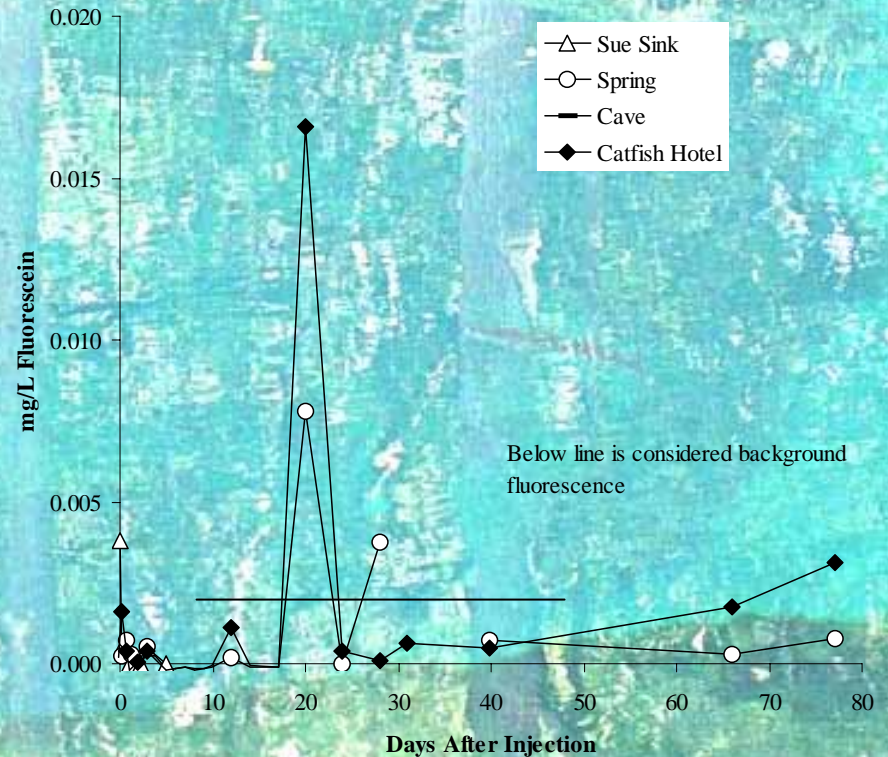 0.020
0.015
0.010
0.005
0.000
mg/L Fluorescein
Sue Sink
Spring
Cave
Catfish Hotel
Below line is considered background
fluorescence
0 10 20 30 40 50 60 70 80
Days After Injection